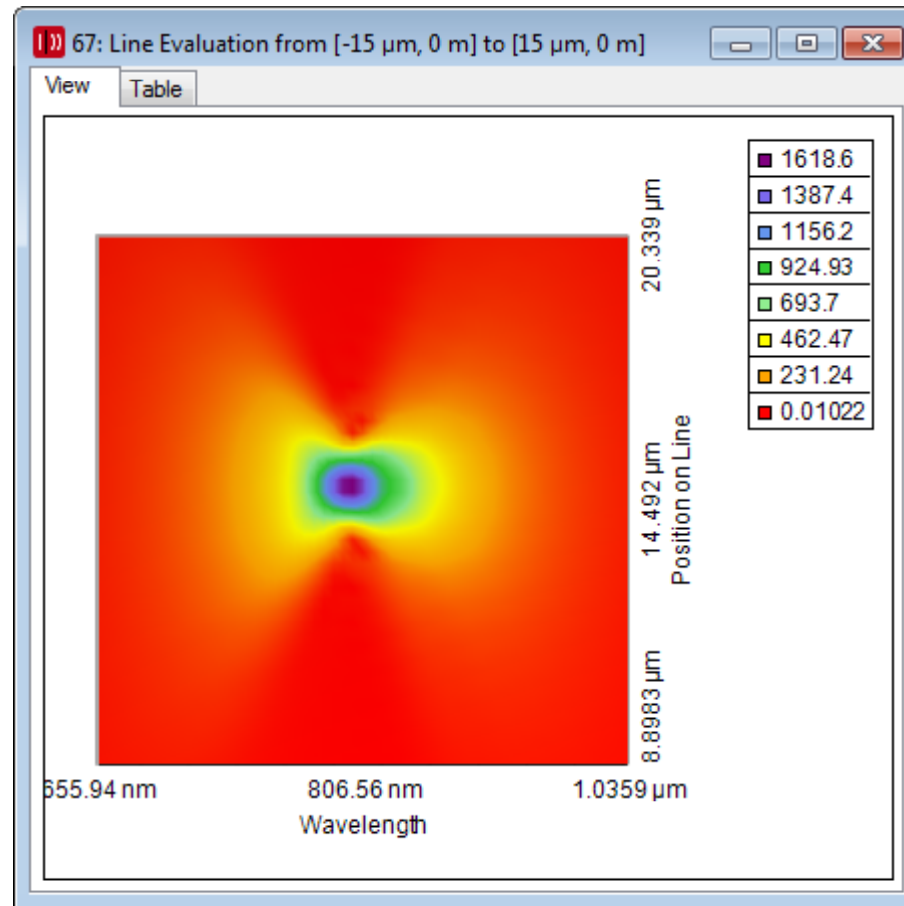 67: Line Evaluation from [-15 µm, 0 m] to [15 µm, 0 m]
View
Table
1618.6
1387.4
1156.2
924.93
693.7
462.47
231.24
0.01022
20.339 µm
14.492 µm
Position on Line
8.8983 µm
655.94 nm
806.56 nm
1.0359 µm
Wavelength